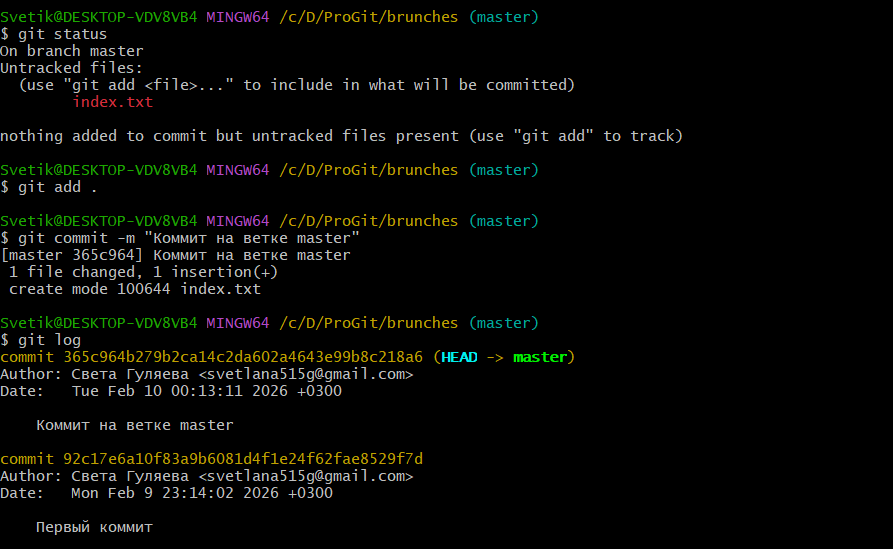 Svetik@DESKTOP-VDV8VB4 MINGW64 /c/D/ProGit/brunches (master)
$ git status
On branch master
Untracked files:
  (use "git add <file>..." to include in what will be committed)
        index.txt

nothing added to commit but untracked files present (use "git add" to track)

Svetik@DESKTOP-VDV8VB4 MINGW64 /c/D/ProGit/brunches (master)
$ git add .

Svetik@DESKTOP-VDV8VB4 MINGW64 /c/D/ProGit/brunches (master)
$ git commit -m "Коммит на ветке master"
[master 365c964] Коммит на ветке master
 1 file changed, 1 insertion(+)
 create mode 100644 index.txt

Svetik@DESKTOP-VDV8VB4 MINGW64 /c/D/ProGit/brunches (master)
$ git log
commit 365c964b279b2ca14c2da602a4643e99b8c218a6 (HEAD -> master)
Author: Света Гуляева <svetlana515g@gmail.com>
Date:   Tue Feb 10 00:13:11 2026 +0300

    Коммит на ветке master

commit 92c17e6a10f83a9b6081d4f1e24f62fae8529f7d
Author: Света Гуляева <svetlana515g@gmail.com>
Date:   Mon Feb 9 23:14:02 2026 +0300

    Первый коммит